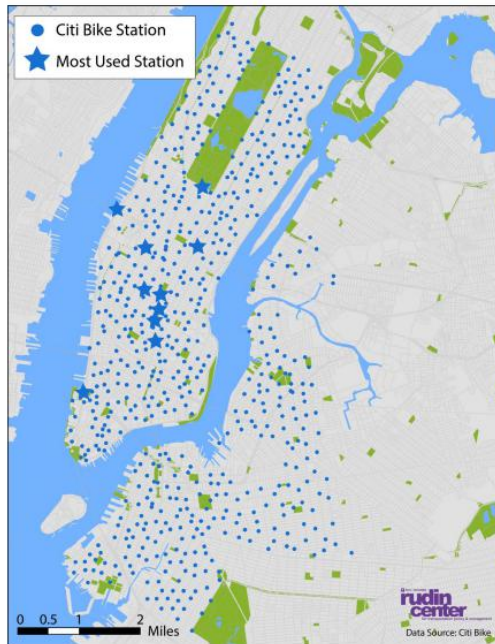 Citi Bike Station
Most Used Station
0 0.5 1 2
Miles
rudin
center
Data Source: Citi Bike